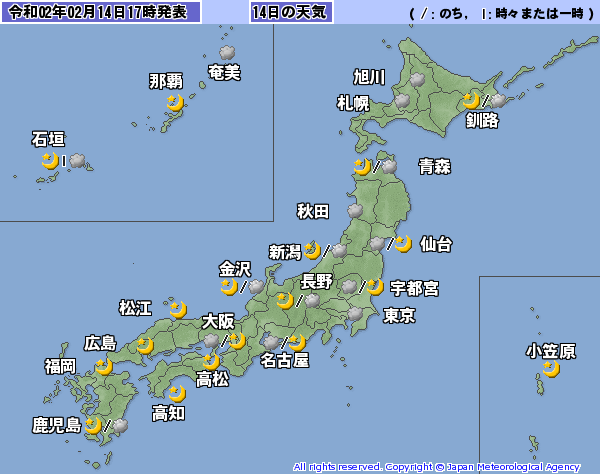 令和02年02月14日17時発表 14日の天気 ( /: のち, |: 時々または一時 )
奄美
那覇
旭川
札幌
釧路
石垣
青森
秋田
仙台
新潟
金沢
長野
宇都宮
松江
大阪
東京
広島
名古屋
小笠原
福岡
高松
高知
鹿児島
All rights reserved. Copyright © Japan Meteorological Agency